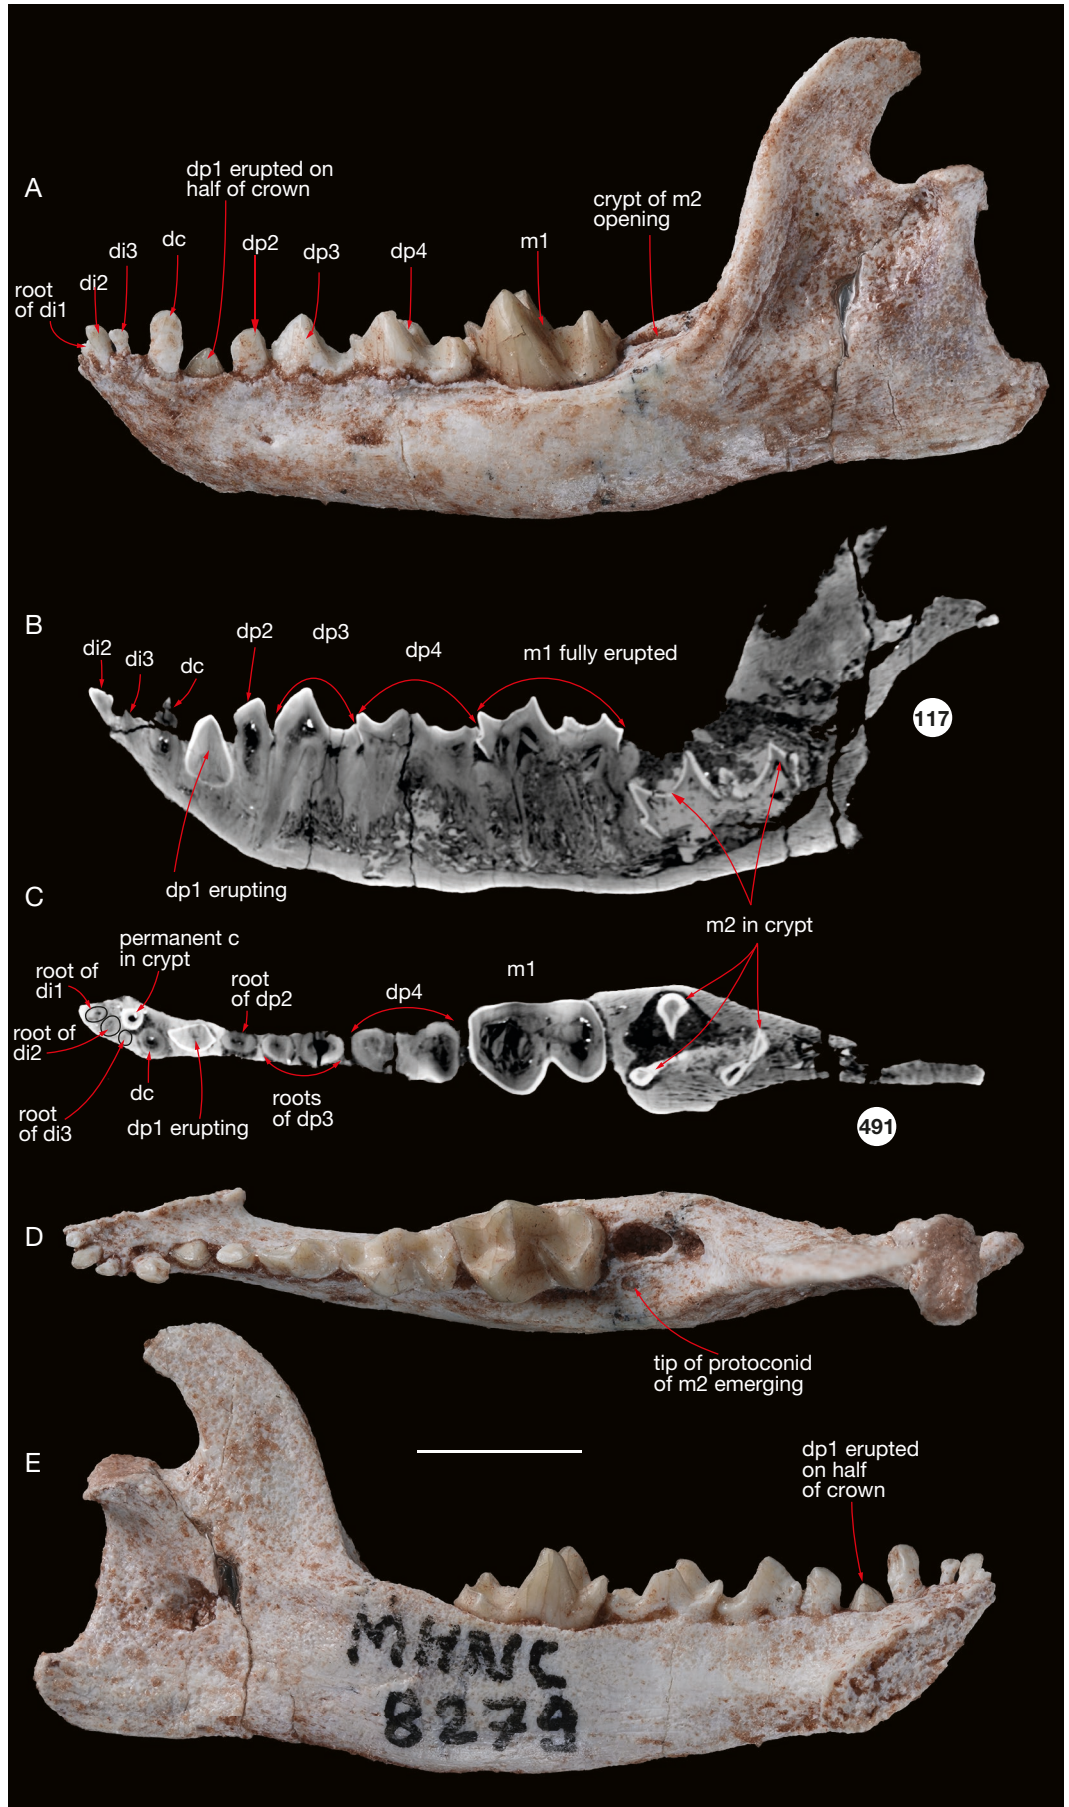 A
dp1 erupted on
half of crown
crypt of m2
opening
m1
dc
di3
dp2
dp3
dp4
di2
root
of di1
B
dp2
dp3
di2
di3
dc
dp4
m1 fully erupted
117
dp1 erupting
C
m2 in crypt
permanent c
in crypt
root of
di1
root
of dp2
dp4
m1
root of
di2
dc
roots
of dp3
root
of di3
dp1 erupting
491
D
tip of protoconid
of m2 emerging
E
dp1 erupted
on half
of crown
MHNC
8279